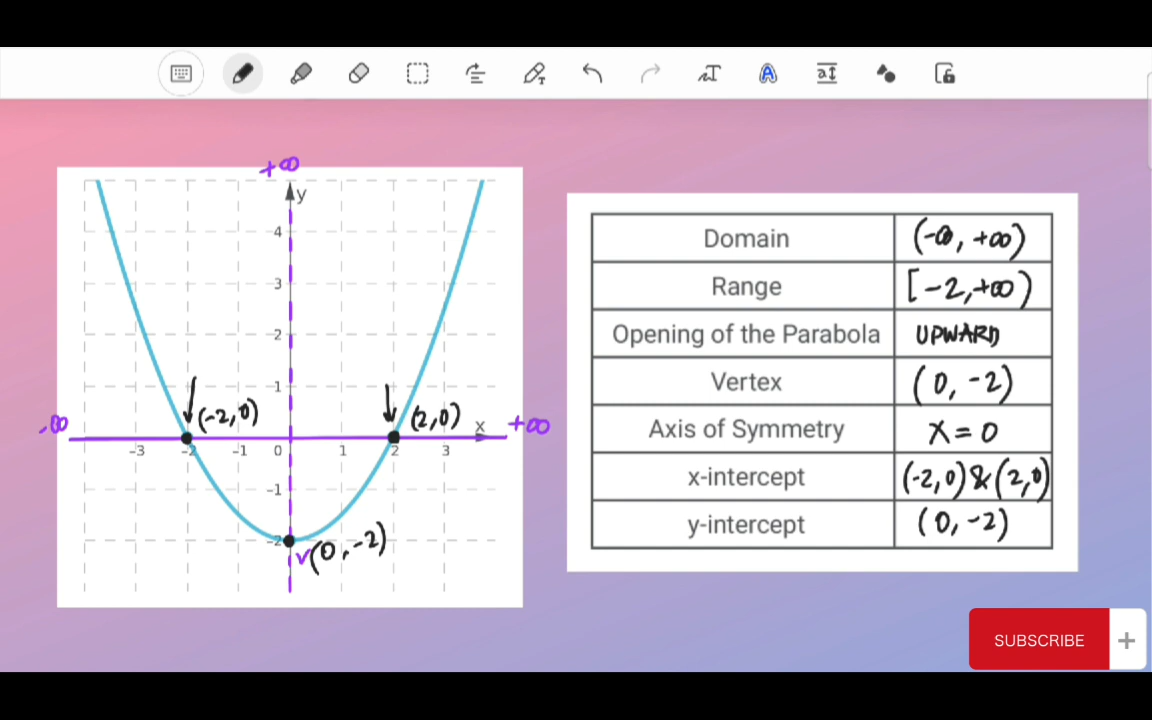 +∞
y
4
3
2
1
(-2,0)
(2,0)
x
-∞
+∞
-3
-2
-1
0
1
2
3
-1
-2
V(0,-2)
Domain (-∞, +∞)
Range [-2,+∞)
Opening of the Parabola UPWARD
Vertex (0, -2)
Axis of Symmetry X = 0
x-intercept (-2,0)&(2,0)
y-intercept (0, -2)
SUBSCRIBE +